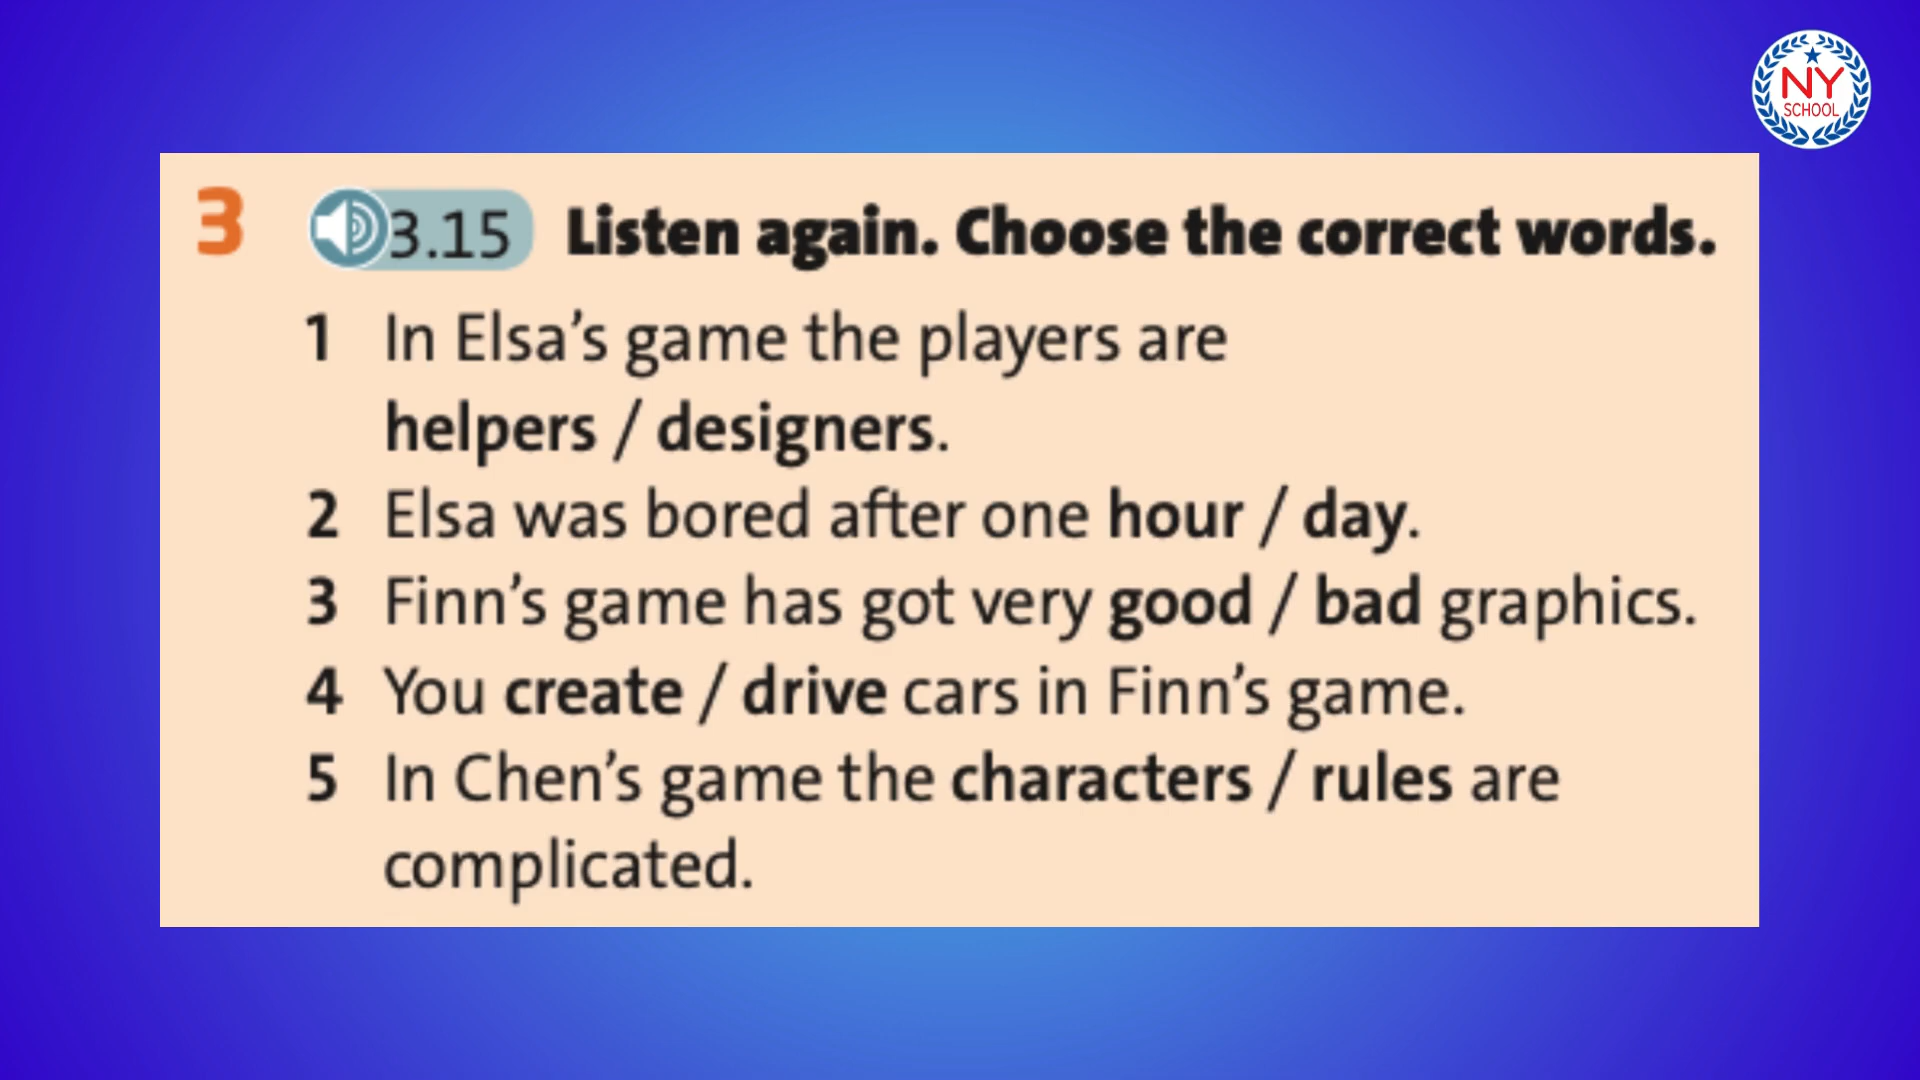 NY
SCHOOL
3 3.15 Listen again. Choose the correct words.
1 In Elsa’s game the players are
helpers / designers.
2 Elsa was bored after one hour / day.
3 Finn’s game has got very good / bad graphics.
4 You create / drive cars in Finn’s game.
5 In Chen’s game the characters / rules are
complicated.